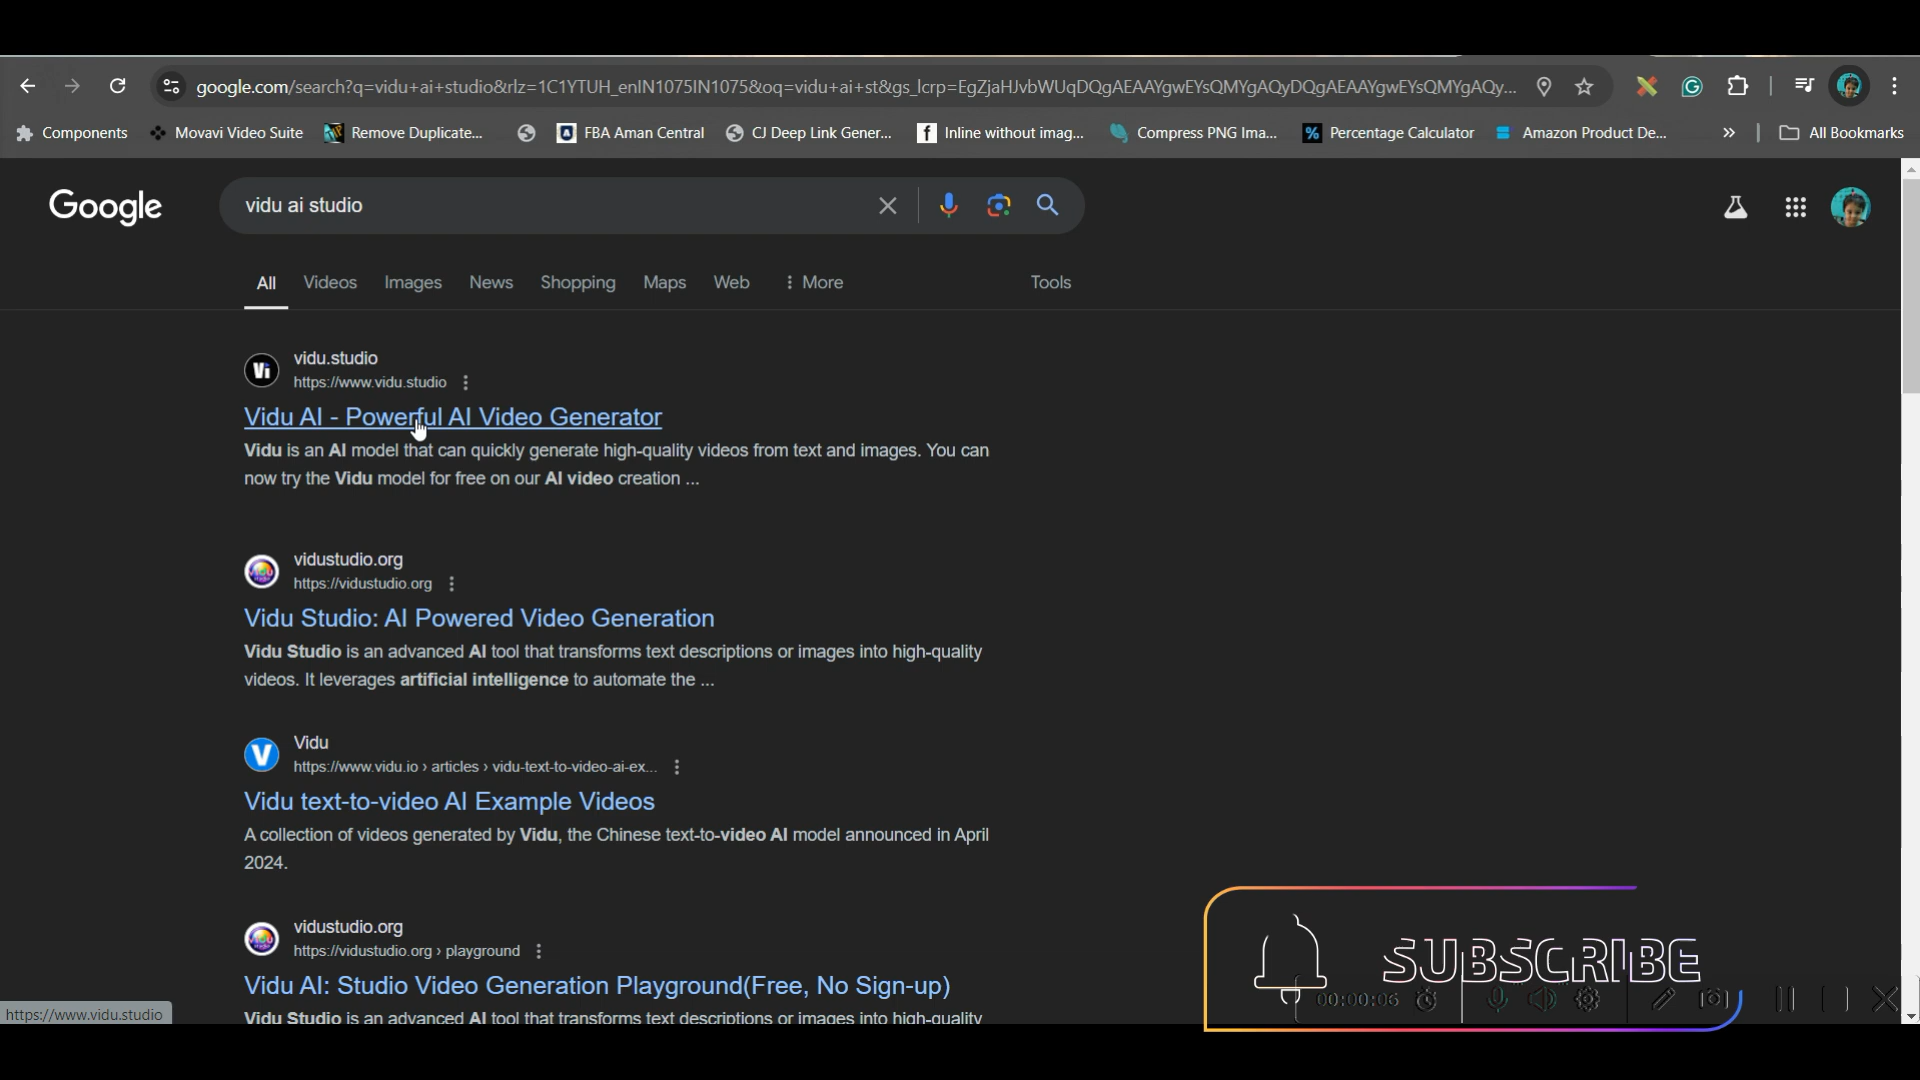 google.com/search?q=vidu+ai+studio&rlz=1C1YTUH_enIN1075IN1075&oq=vidu+ai+st&gs_lcrp=EgZjaHJvbWUqDQgAEAAYgwEYsQMYgAQyDQgAEAAYgwEYsQMYgAQy...
Components Movavi Video Suite Remove Duplicate... FBA Aman Central CJ Deep Link Gener... Inline without imag... Compress PNG Ima... Percentage Calculator Amazon Product De... » All Bookmarks
Google vidu ai studio
All Videos Images News Shopping Maps Web More Tools
vidu.studio
https://www.vidu.studio
Vidu AI - Powerful AI Video Generator
Vidu is an AI model that can quickly generate high-quality videos from text and images. You can
now try the Vidu model for free on our AI video creation ...
vidustudio.org
https://vidustudio.org
Vidu Studio: AI Powered Video Generation
Vidu Studio is an advanced AI tool that transforms text descriptions or images into high-quality
videos. It leverages artificial intelligence to automate the ...
Vidu
https://www.vidu.io › articles › vidu-text-to-video-ai-ex...
Vidu text-to-video AI Example Videos
A collection of videos generated by Vidu, the Chinese text-to-video AI model announced in April
2024.
vidustudio.org
https://vidustudio.org › playground
Vidu AI: Studio Video Generation Playground(Free, No Sign-up)
Vidu Studio is an advanced AI tool that transforms text descriptions or images into high-quality
https://www.vidu.studio
SUBSCRIBE
00:00:06